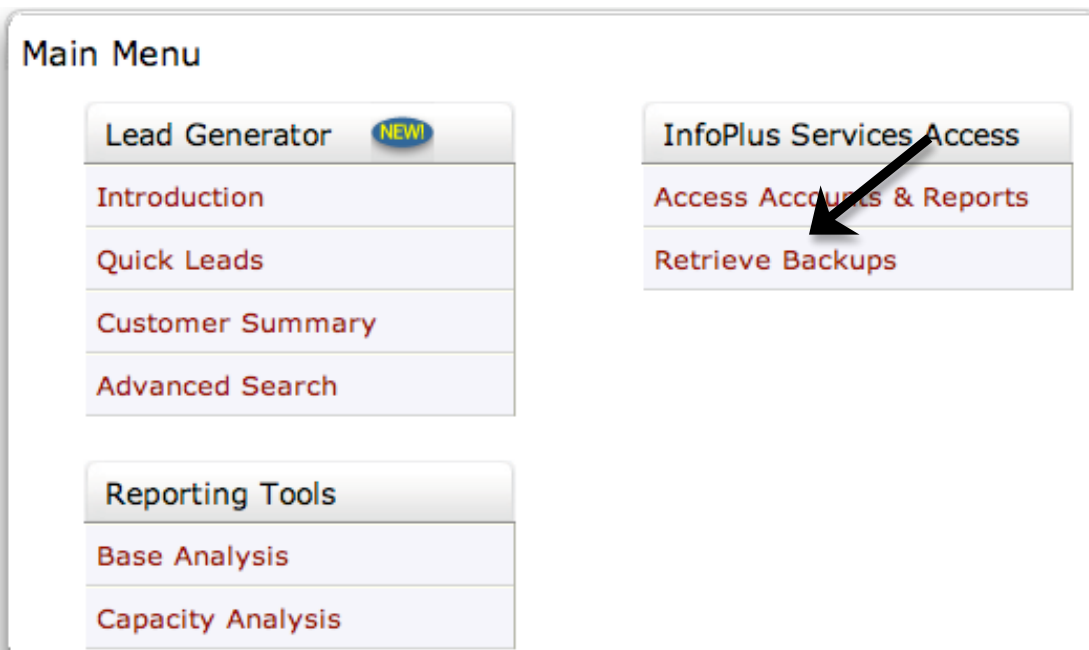 Main Menu
Lead Generator NEW!
Introduction
Quick Leads
Customer Summary
Advanced Search
Reporting Tools
Base Analysis
Capacity Analysis
InfoPlus Services Access
Access Accounts & Reports
Retrieve Backups